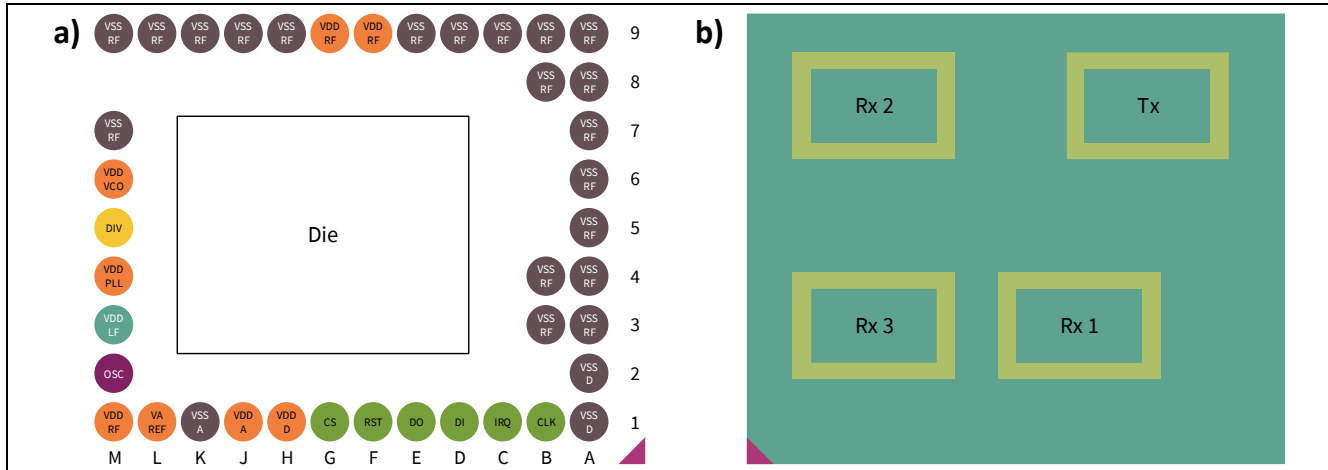 a)
VSS RF VSS RF VSS RF VSS RF VSS RF VDD RF VDD RF VSS RF VSS RF VSS RF VSS RF VSS RF 9
VSS RF VSS RF 8
VSS RF VSS RF 7
VDD VCO VSS RF 6
DIV VSS RF 5
Die
VDD PLL VSS RF VSS RF 4
VDD LF VSS RF VSS RF 3
OSC VSS D 2
VDD RF VA REF VSS A VDD A VDD D CS RST DO DI IRQ CLK VSS D 1
M L K J H G F E D C B A
b)
Rx 2 Tx
Rx 3 Rx 1